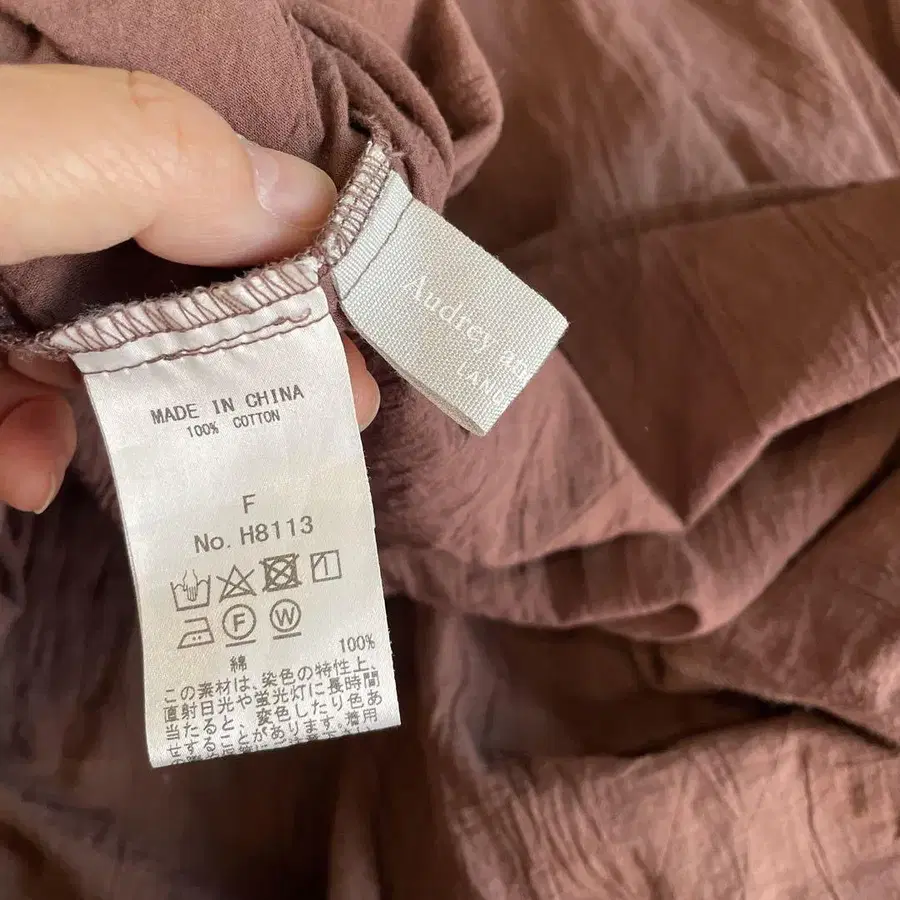 MADE IN CHINA
100% COTTON
F
No. H8113
F W
綿 100%
この素材は、染色の特性上、
直射日光や蛍光灯に長時間
当たると、変色したり色あ
せすることがあります。着用
Audrey and